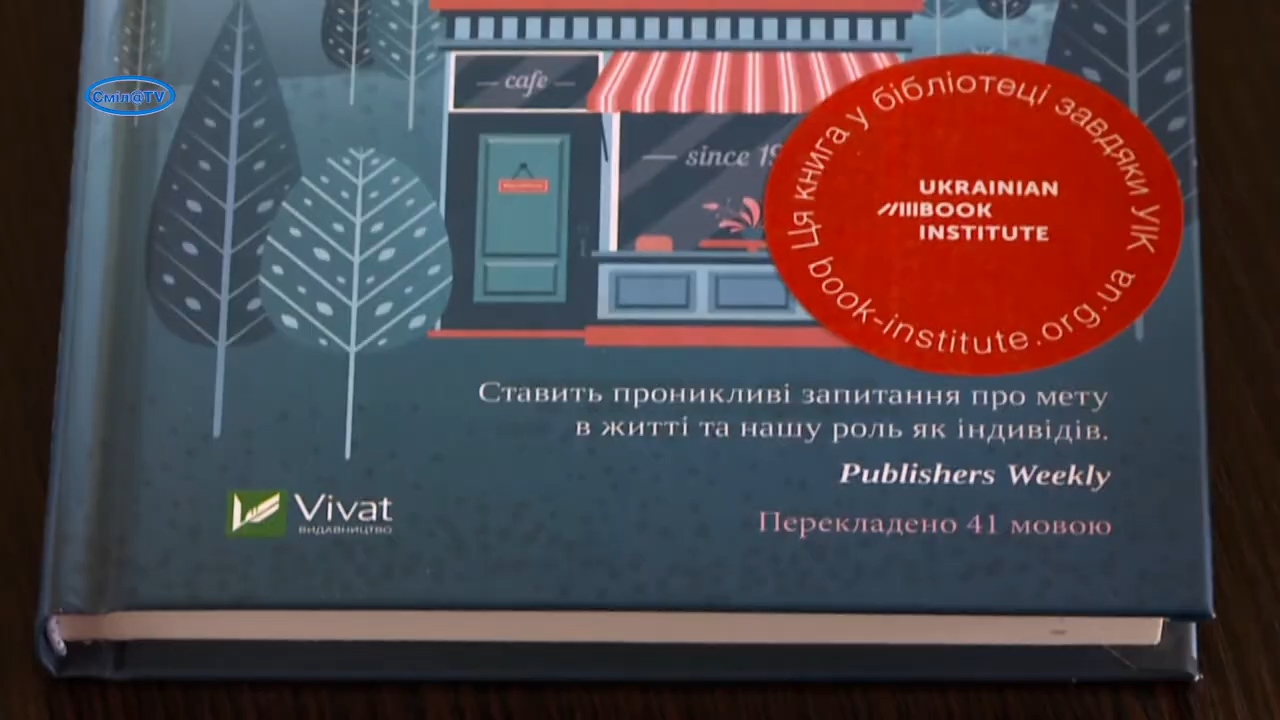 Сміл@TV
— cafe —
— since 19
Ця книга у бібліотеці завдяки УІК
UKRAINIAN
BOOK
INSTITUTE
book-institute.org.ua
Ставить проникливі запитання про мету
в житті та нашу роль як індивідів.
Publishers Weekly
Vivat
ВИДАВНИЦТВО
Перекладено 41 мовою